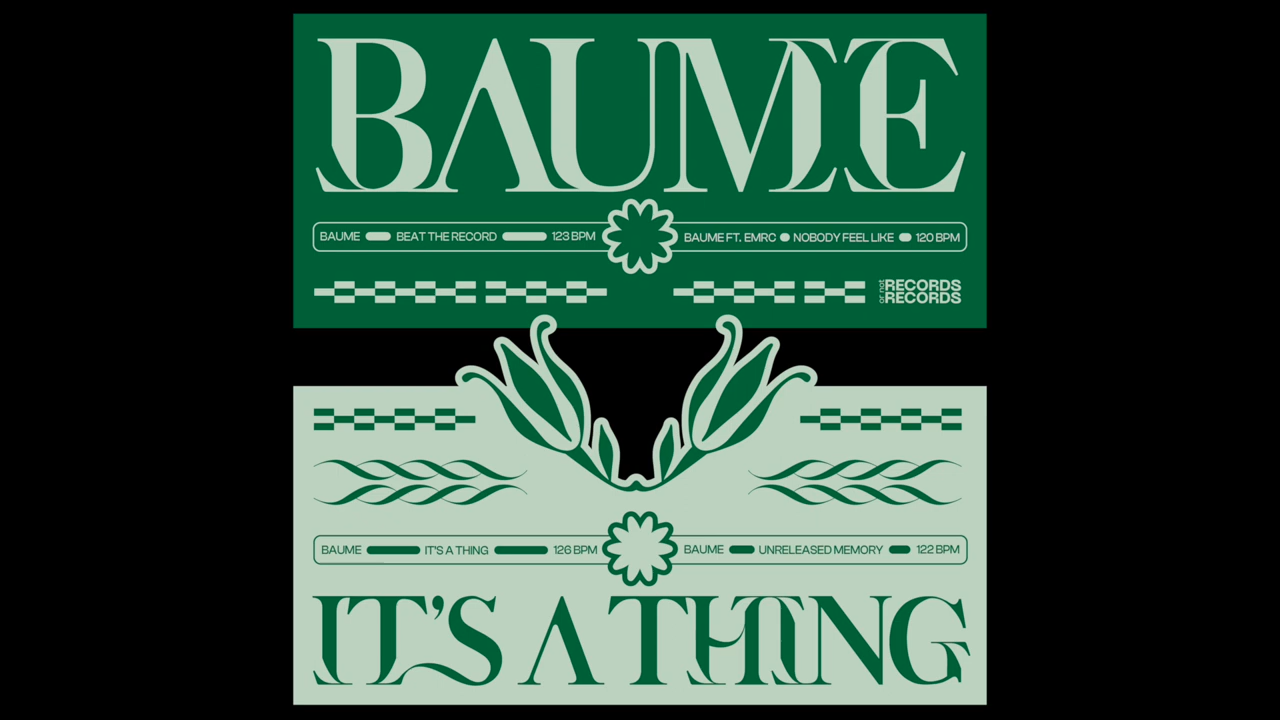 BAUME
BAUME BEAT THE RECORD 123 BPM BAUME FT. EMRC NOBODY FEEL LIKE 120 BPM
or not RECORDS
RECORDS
BAUME IT'S A THING 126 BPM BAUME UNRELEASED MEMORY 122 BPM
IT'S A THING